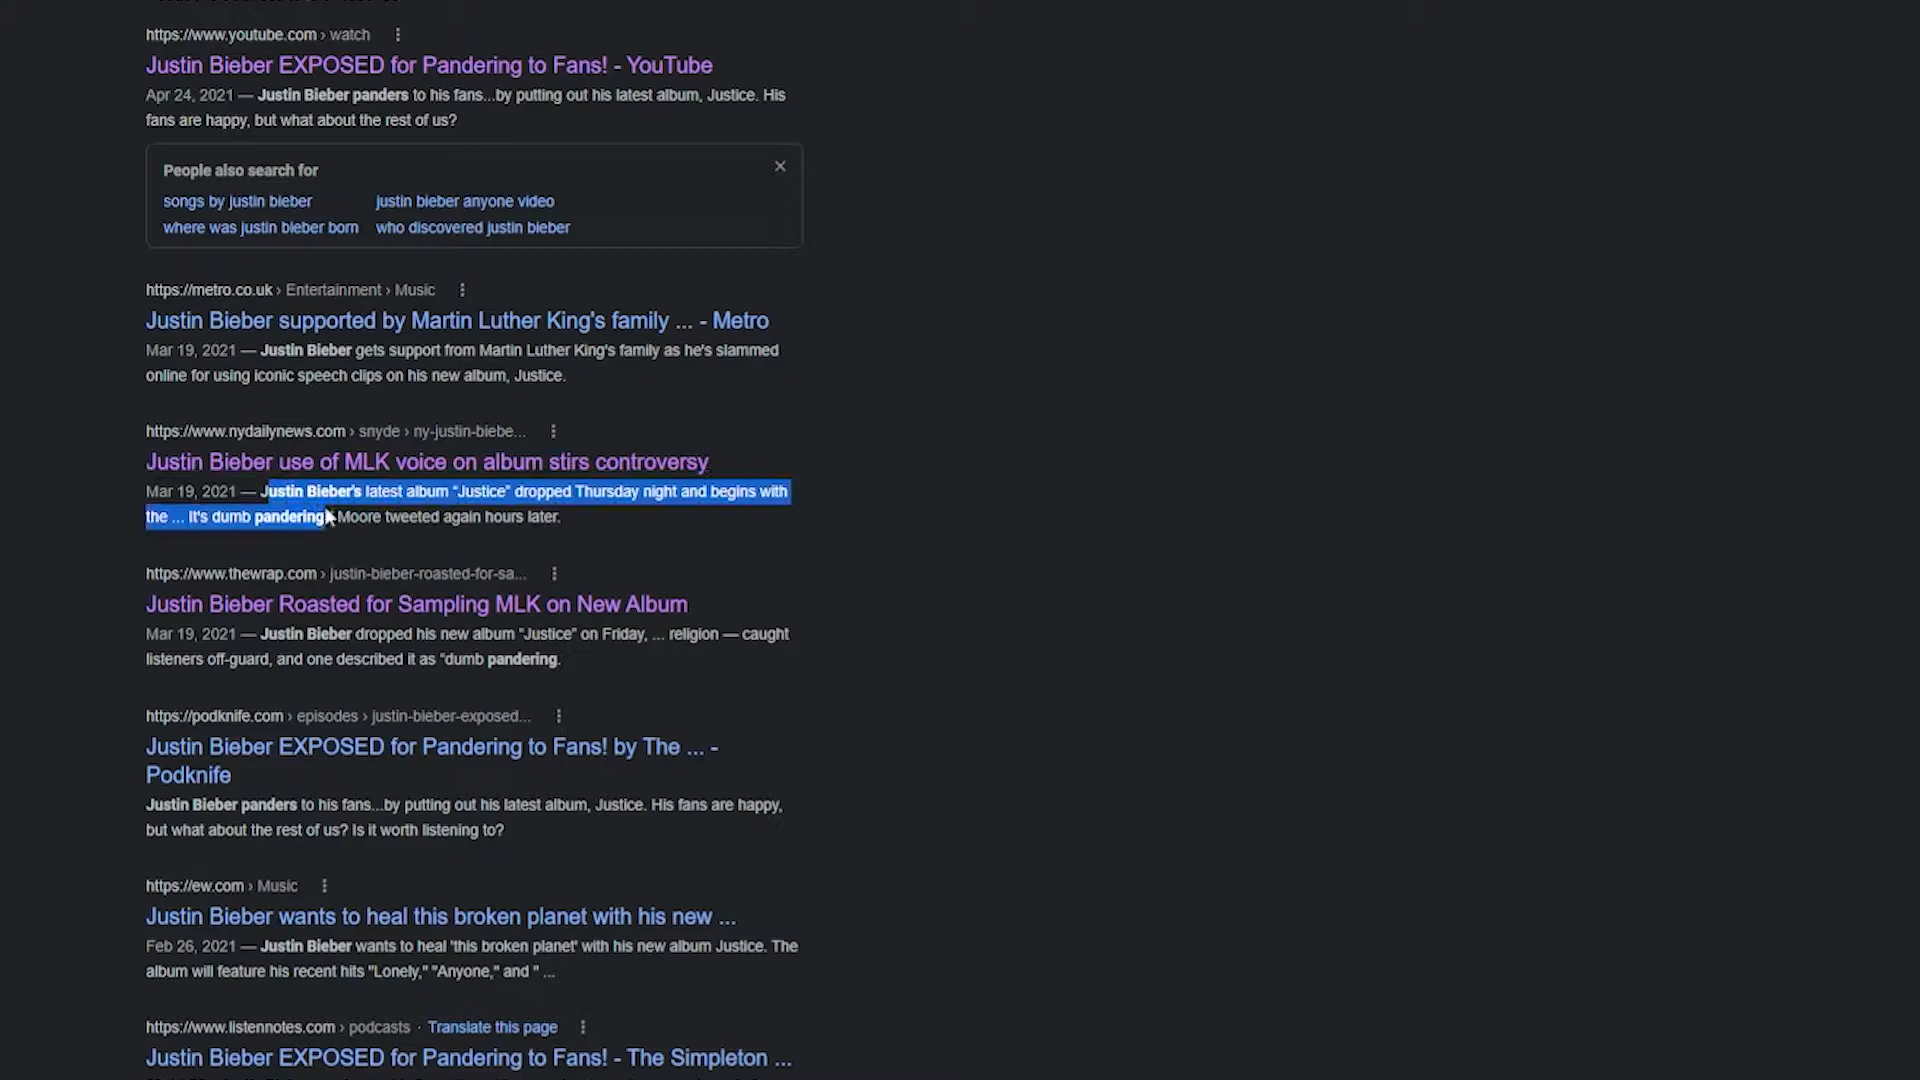 https://www.youtube.com › watch
Justin Bieber EXPOSED for Pandering to Fans! - YouTube
Apr 24, 2021 — Justin Bieber panders to his fans...by putting out his latest album, Justice. His
fans are happy, but what about the rest of us?
People also search for
songs by justin bieber
justin bieber anyone video
where was justin bieber born
who discovered justin bieber
https://metro.co.uk › Entertainment › Music
Justin Bieber supported by Martin Luther King's family ... - Metro
Mar 19, 2021 — Justin Bieber gets support from Martin Luther King's family as he's slammed
online for using iconic speech clips on his new album, Justice.
https://www.nydailynews.com › snyde › ny-justin-biebe...
Justin Bieber use of MLK voice on album stirs controversy
Mar 19, 2021 — Justin Bieber's latest album “Justice” dropped Thursday night and begins with
the ... It's dumb pandering Moore tweeted again hours later.
https://www.thewrap.com › justin-bieber-roasted-for-sa...
Justin Bieber Roasted for Sampling MLK on New Album
Mar 19, 2021 — Justin Bieber dropped his new album “Justice” on Friday, ... religion — caught
listeners off-guard, and one described it as “dumb pandering.
https://podknife.com › episodes › justin-bieber-exposed...
Justin Bieber EXPOSED for Pandering to Fans! by The ... -
Podknife
Justin Bieber panders to his fans...by putting out his latest album, Justice. His fans are happy,
but what about the rest of us? Is it worth listening to?
https://ew.com › Music
Justin Bieber wants to heal this broken planet with his new ...
Feb 26, 2021 — Justin Bieber wants to heal 'this broken planet' with his new album Justice. The
album will feature his recent hits "Lonely," "Anyone," and " ...
https://www.listennotes.com › podcasts · Translate this page
Justin Bieber EXPOSED for Pandering to Fans! - The Simpleton ...